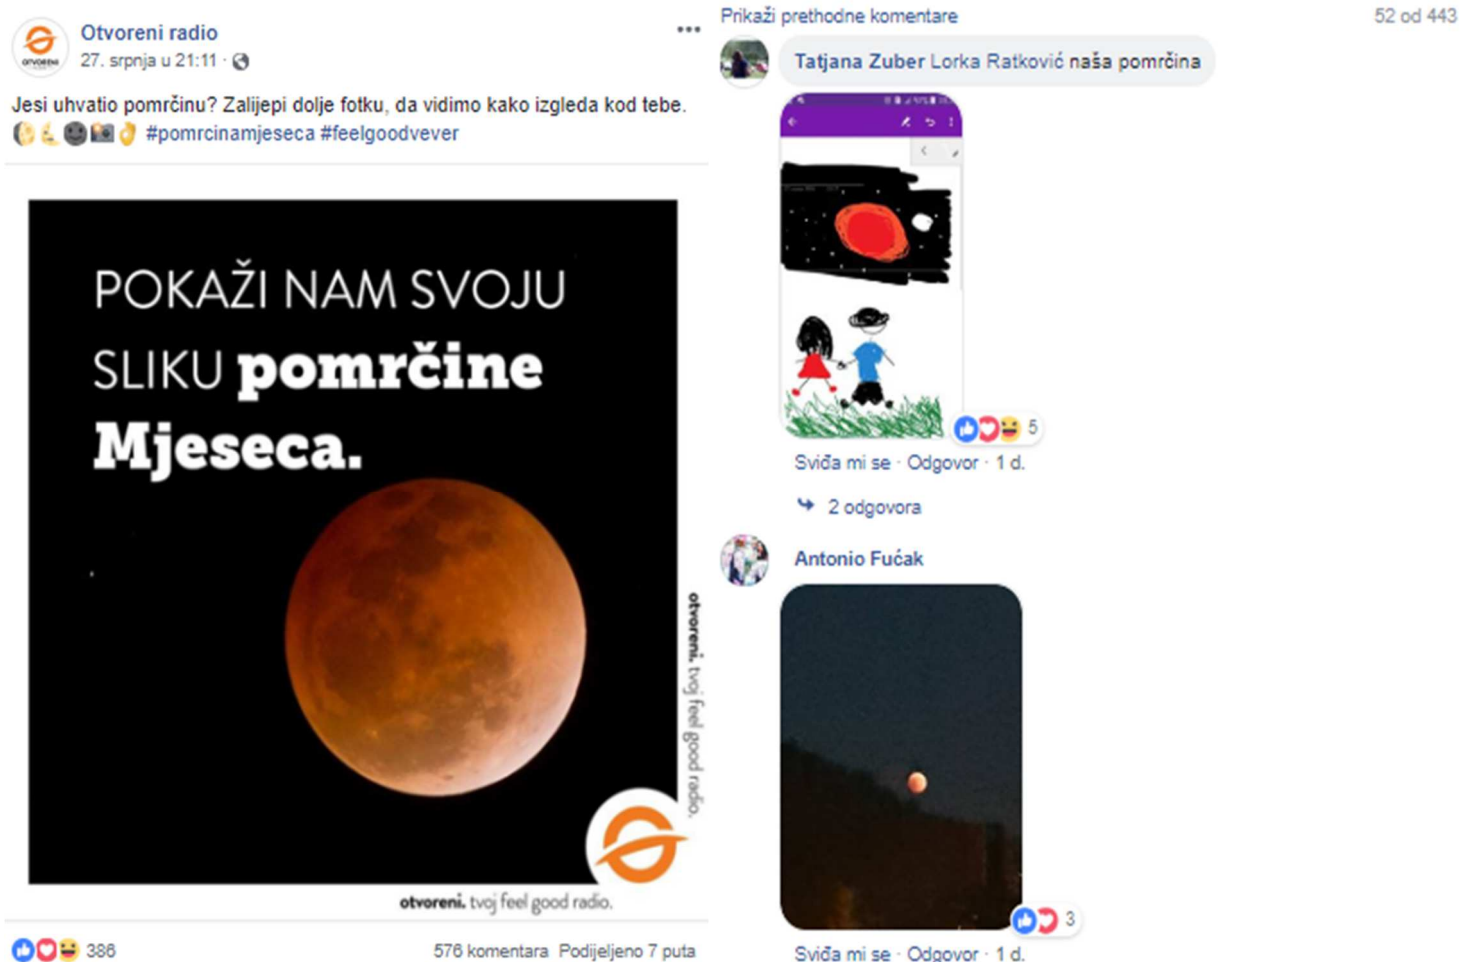 Otvoreni radio
27. srpnja u 21:11 ·
Jesi uhvatio pomrčinu? Zalijepi dolje fotku, da vidimo kako izgleda kod tebe.
#pomrcinamjeseca #feelgoodvever
POKAŽI NAM SVOJU
SLIKU pomrčine
Mjeseca.
otvoreni. tvoj feel good radio.
otvoreni. tvoj feel good radio.
386
576 komentara Podijeljeno 7 puta
Prikaži prethodne komentare
52 od 443
Tatjana Zuber Lorka Ratković naša pomrčina
5
Sviđa mi se · Odgovor · 1 d.
2 odgovora
Antonio Fućak
3
Sviđa mi se · Odgovor · 1 d.